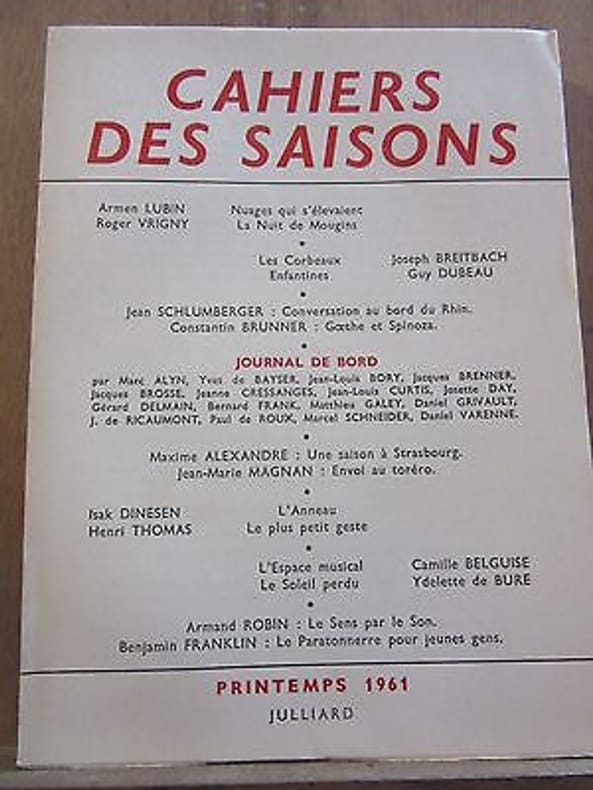 CAHIERS
DES SAISONS
Armen LUBIN Nuages qui s'élevaient
Roger VRIGNY La Nuit de Mougins
•
Les Corbeaux Joseph BREITBACH
Enfantines Guy DUBEAU
•
Jean SCHLUMBERGER : Conversation au bord du Rhin.
Constantin BRUNNER : Gœthe et Spinoza.
•
JOURNAL DE BORD
par Marc ALYN, Yves de BAYSER, Jean-Louis BORY, Jacques BRENNER,
Jacques BROSSE, Jeanne CRESSANGES, Jean-Louis CURTIS, Josette DAY,
Gérard DELMAIN, Bernard FRANK, Matthieu GALEY, Daniel GRIVAULT,
J. de RICAUMONT, Paul de ROUX, Marcel SCHNEIDER, Daniel VARENNE.
•
Maxime ALEXANDRE : Une saison à Strasbourg.
Jean-Marie MAGNAN : Envoi au toréro.
•
Isak DINESEN L'Anneau
Henri THOMAS Le plus petit geste
•
L'Espace musical Camille BELGUISE
Le Soleil perdu Ydelette de BURE
•
Armand ROBIN : Le Sens par le Son.
Benjamin FRANKLIN : Le Paratonnerre pour jeunes gens.
PRINTEMPS 1961
JULLIARD